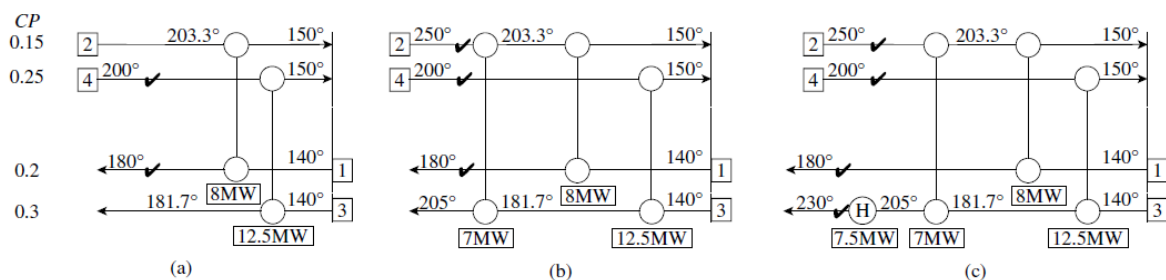 CP
0.15 2 203.3° 150° 2 250° 203.3° 150° 2 250° 203.3° 150°
0.25 4 200° 150° 4 200° 150° 4 200° 150°
0.2 180° 140° 1 180° 140° 1 180° 140° 1
8MW 8MW 8MW
0.3 181.7° 140° 3 205° 181.7° 140° 3 230° H 205° 181.7° 140° 3
12.5MW 7MW 12.5MW 7.5MW 7MW 12.5MW
(a) (b) (c)